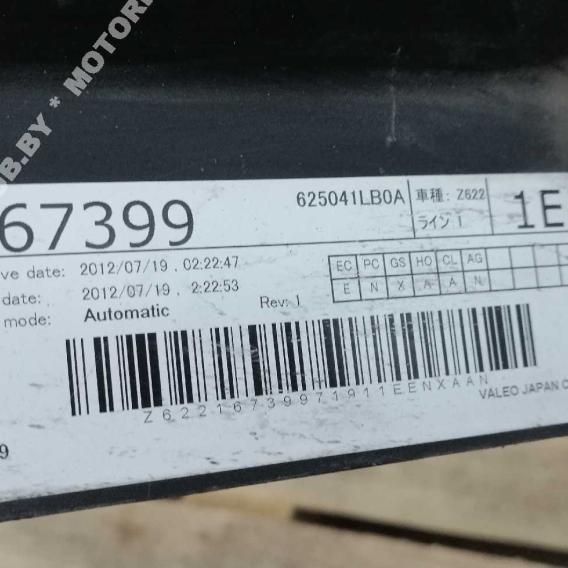 B.BY * MOTOR
67399
625041LB0A
車種: Z622
ライン 1
1E
ve date: 2012/07/19 . 02:22:47
date: 2012/07/19 . 2:22:53
mode: Automatic
Rev: 1
EC PC GS HO CL AG
E N X A A N
Z6221673997 1911EENXAAN
VALEO JAPAN C
9